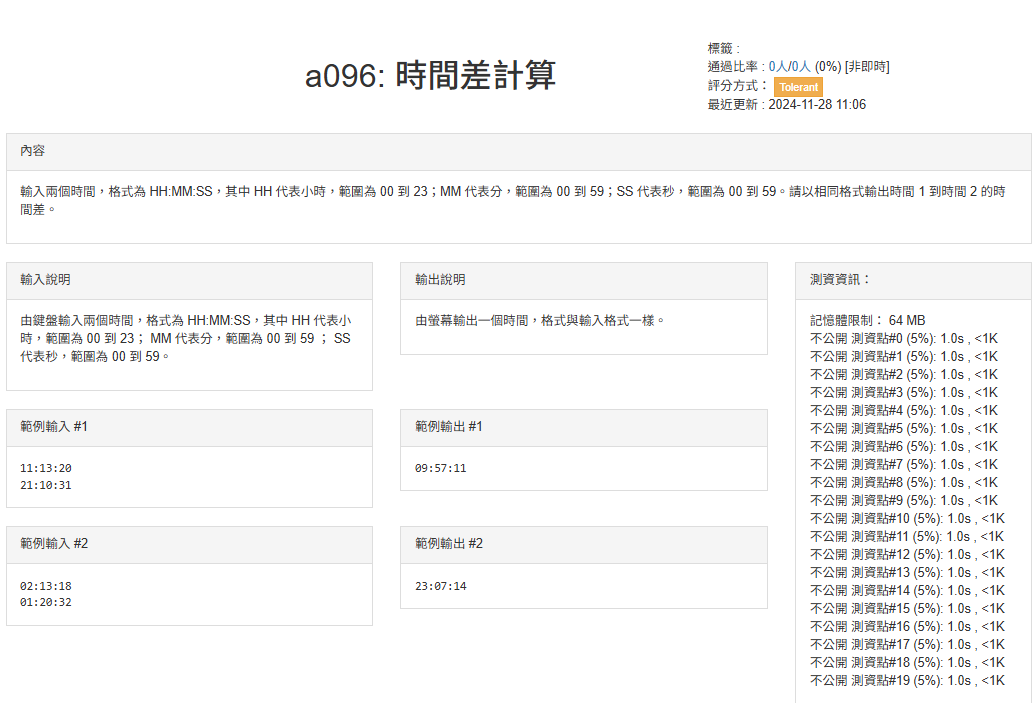 a096: 時間差計算
標籤 :
通過比率 : 0人/0人 (0%) [非即時]
評分方式： Tolerant
最近更新 : 2024-11-28 11:06
內容
輸入兩個時間，格式為 HH:MM:SS，其中 HH 代表小時，範圍為 00 到 23；MM 代表分，範圍為 00 到 59；SS 代表秒，範圍為 00 到 59。請以相同格式輸出時間 1 到時間 2 的時
間差。
輸入說明
由鍵盤輸入兩個時間，格式為 HH:MM:SS，其中 HH 代表小
時，範圍為 00 到 23； MM 代表分，範圍為 00 到 59 ； SS
代表秒，範圍為 00 到 59。
輸出說明
由螢幕輸出一個時間，格式與輸入格式一樣。
範例輸入 #1
11:13:20
21:10:31
範例輸出 #1
09:57:11
範例輸入 #2
02:13:18
01:20:32
範例輸出 #2
23:07:14
測資資訊：
記憶體限制： 64 MB
不公開 測資點#0 (5%): 1.0s , <1K
不公開 測資點#1 (5%): 1.0s , <1K
不公開 測資點#2 (5%): 1.0s , <1K
不公開 測資點#3 (5%): 1.0s , <1K
不公開 測資點#4 (5%): 1.0s , <1K
不公開 測資點#5 (5%): 1.0s , <1K
不公開 測資點#6 (5%): 1.0s , <1K
不公開 測資點#7 (5%): 1.0s , <1K
不公開 測資點#8 (5%): 1.0s , <1K
不公開 測資點#9 (5%): 1.0s , <1K
不公開 測資點#10 (5%): 1.0s , <1K
不公開 測資點#11 (5%): 1.0s , <1K
不公開 測資點#12 (5%): 1.0s , <1K
不公開 測資點#13 (5%): 1.0s , <1K
不公開 測資點#14 (5%): 1.0s , <1K
不公開 測資點#15 (5%): 1.0s , <1K
不公開 測資點#16 (5%): 1.0s , <1K
不公開 測資點#17 (5%): 1.0s , <1K
不公開 測資點#18 (5%): 1.0s , <1K
不公開 測資點#19 (5%): 1.0s , <1K